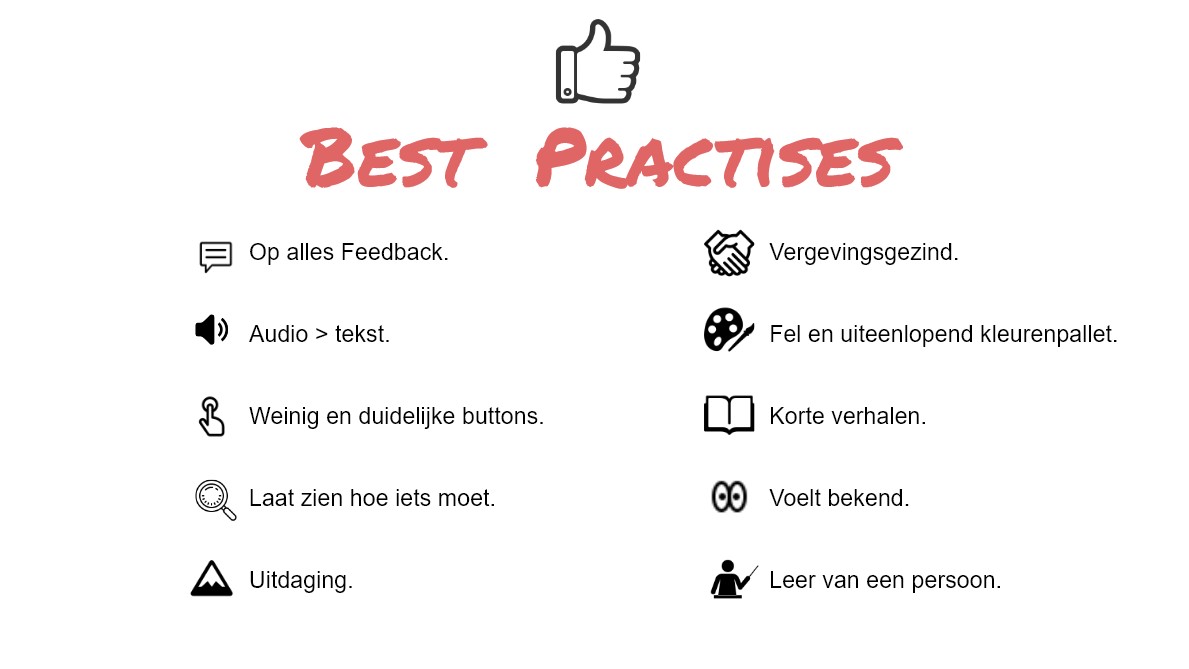 BEST PRACTISES
Op alles Feedback.
Audio > tekst.
Weinig en duidelijke buttons.
Laat zien hoe iets moet.
Uitdaging.
Vergevingsgezind.
Fel en uiteenlopend kleurenpallet.
Korte verhalen.
Voelt bekend.
Leer van een persoon.